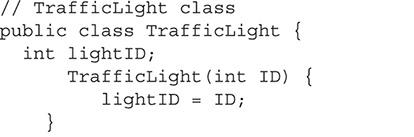 // TrafficLight class
public class TrafficLight {
  int lightID;
      TrafficLight(int ID) {
         lightID = ID;
    }